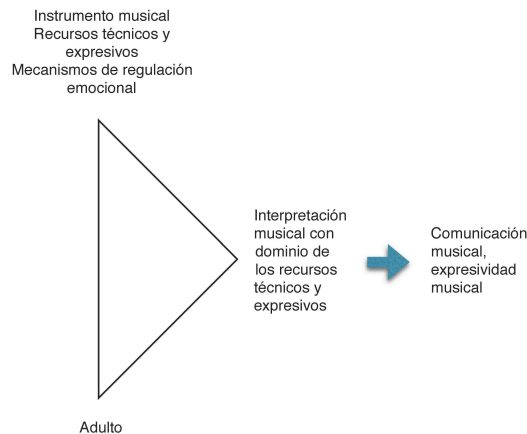 Instrumento musical
Recursos técnicos y
expresivos
Mecanismos de regulación
emocional
Interpretación
musical con
dominio de
los recursos
técnicos y
expresivos
Comunicación
musical,
expresividad
musical
Adulto